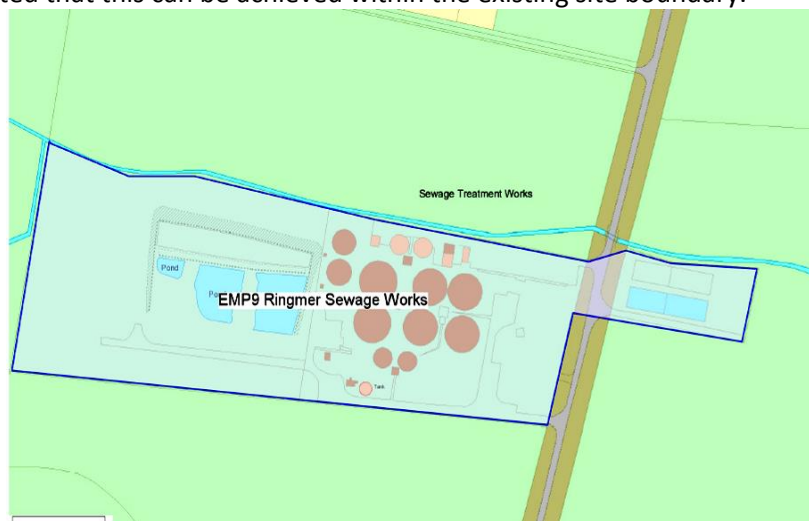 ted that this can be achieved within the existing site boundary.
Sewage Treatment Works
Pond
EMP9 Ringmer Sewage Works
Tank